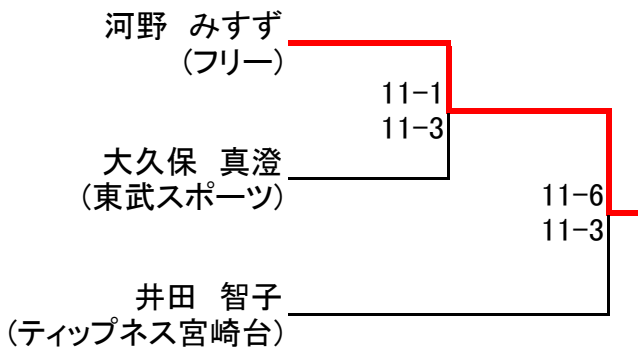 河野　みすず
(フリー)
11-1
11-3
大久保　真澄
(東武スポーツ)
11-6
11-3
井田　智子
(ティップネス宮崎台)